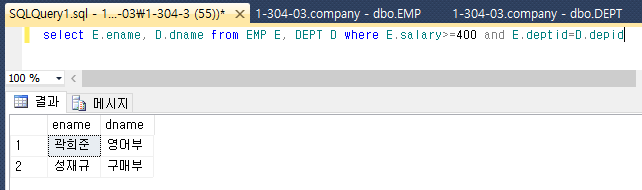 SQLQuery1.sql - 1...-03₩1-304-3 (55))* ×
1-304-03.company - dbo.EMP
1-304-03.company - dbo.DEPT
select E.ename, D.dname from EMP E, DEPT D where E.salary>=400 and E.deptid=D.depid
100 %
결과
메시지
ename dname
1 곽희준 영어부
2 성재규 구매부